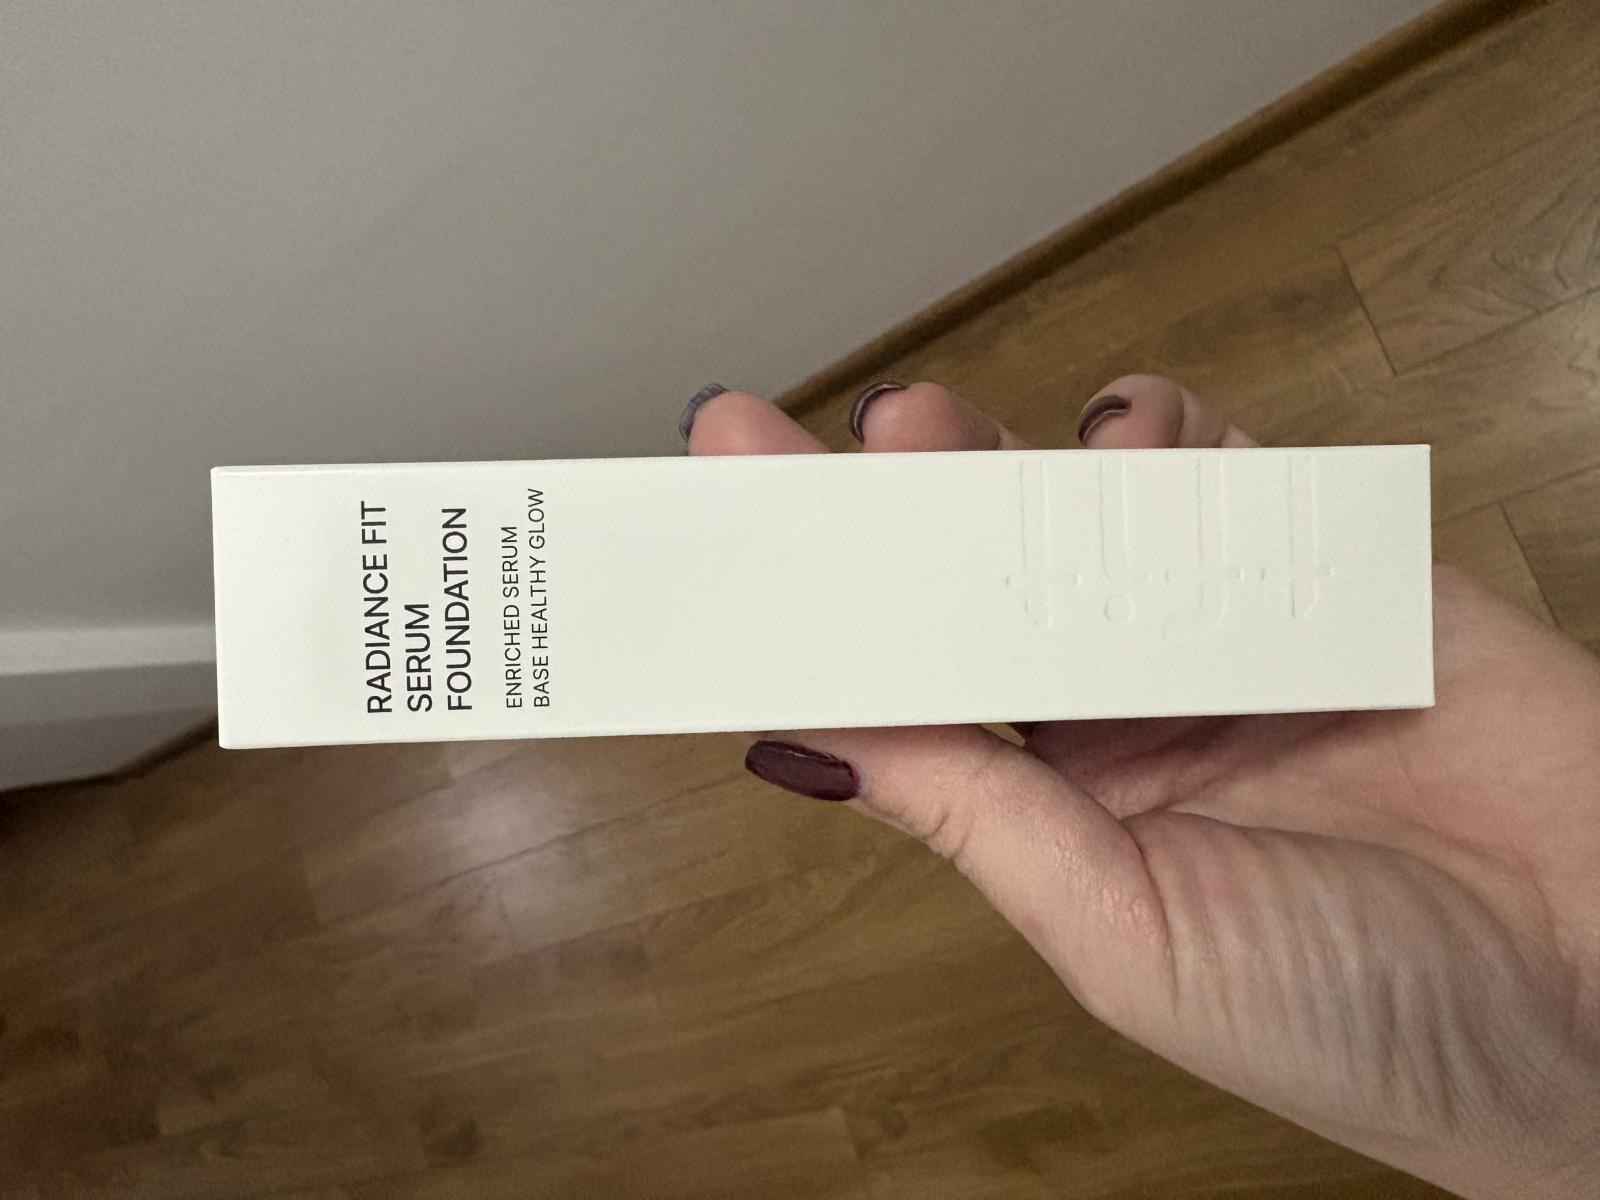 RADIANCE FIT
SERUM
FOUNDATION
ENRICHED SERUM
BASE HEALTHY GLOW